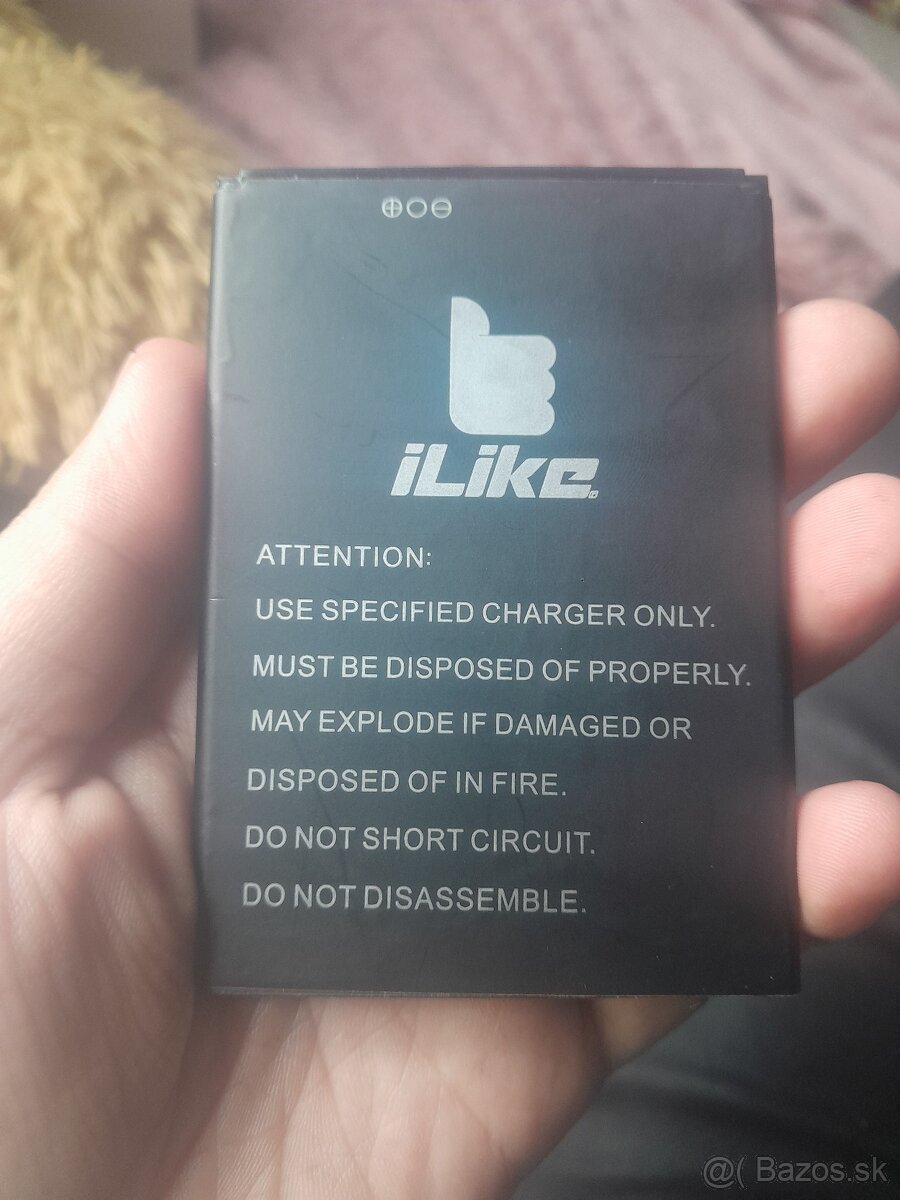 ⊕○⊖
iLike
ATTENTION:
USE SPECIFIED CHARGER ONLY.
MUST BE DISPOSED OF PROPERLY.
MAY EXPLODE IF DAMAGED OR
DISPOSED OF IN FIRE.
DO NOT SHORT CIRCUIT.
DO NOT DISASSEMBLE.
@( Bazos.sk